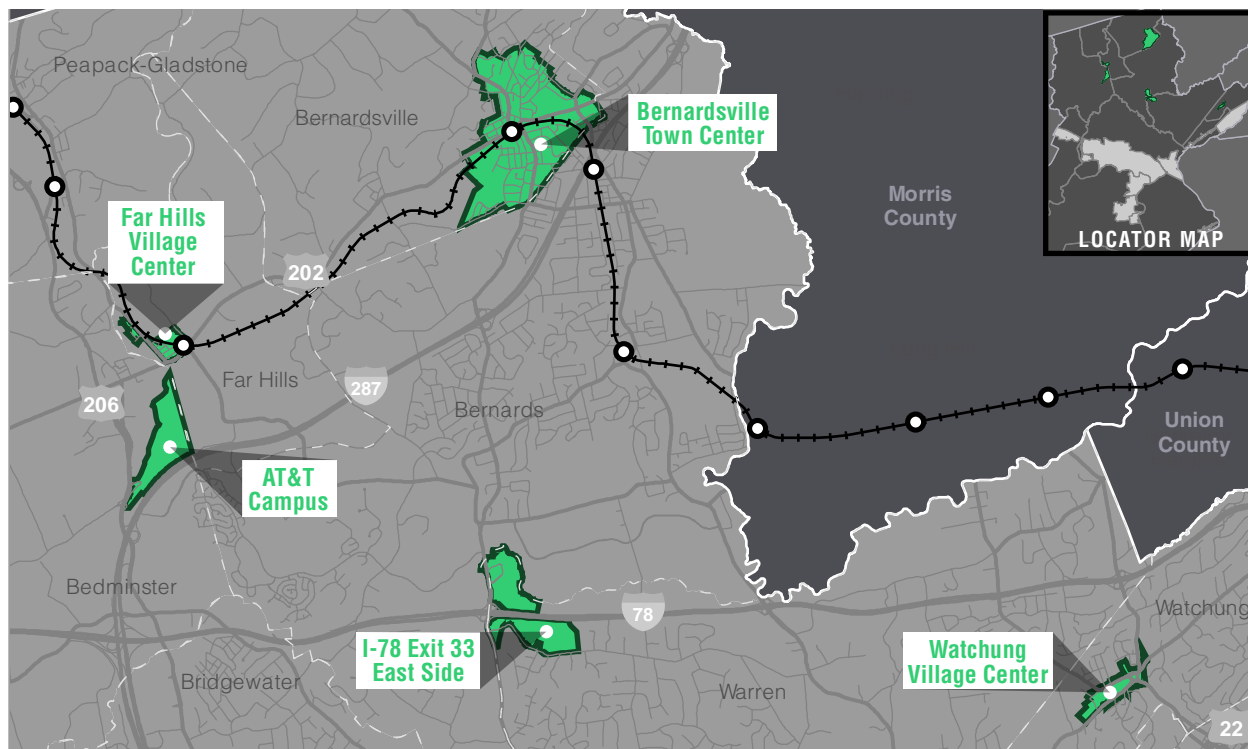 Peapack-Gladstone
Bernardsville
Bernardsville
Town Center
Morris
County
LOCATOR MAP
Far Hills
Village
Center
202
Far Hills
287
206
Bernards
Union
County
AT&T
Campus
Bedminster
78
Watchung
I-78 Exit 33
East Side
Watchung
Village Center
Bridgewater
Warren
22